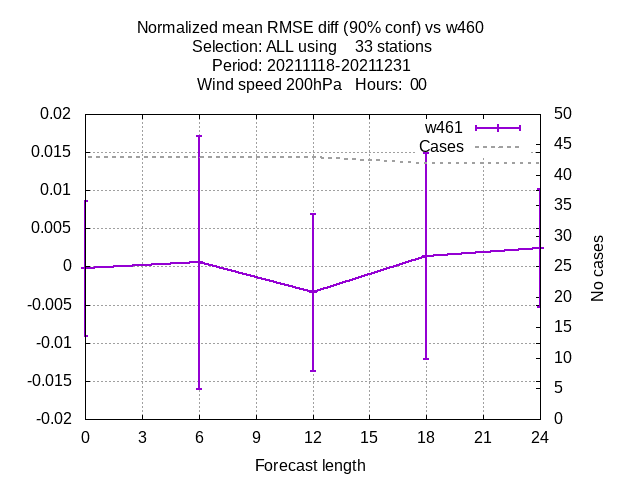 Normalized mean RMSE diff (90% conf) vs w460
Selection: ALL using    33 stations
Period: 20211118-20211231
Wind speed 200hPa   Hours:  00
w461
Cases
0.02
0.015
0.01
0.005
0
-0.005
-0.01
-0.015
-0.02
50
45
40
35
30
25
20
15
10
5
0
No cases
0 3 6 9 12 15 18 21 24
Forecast length